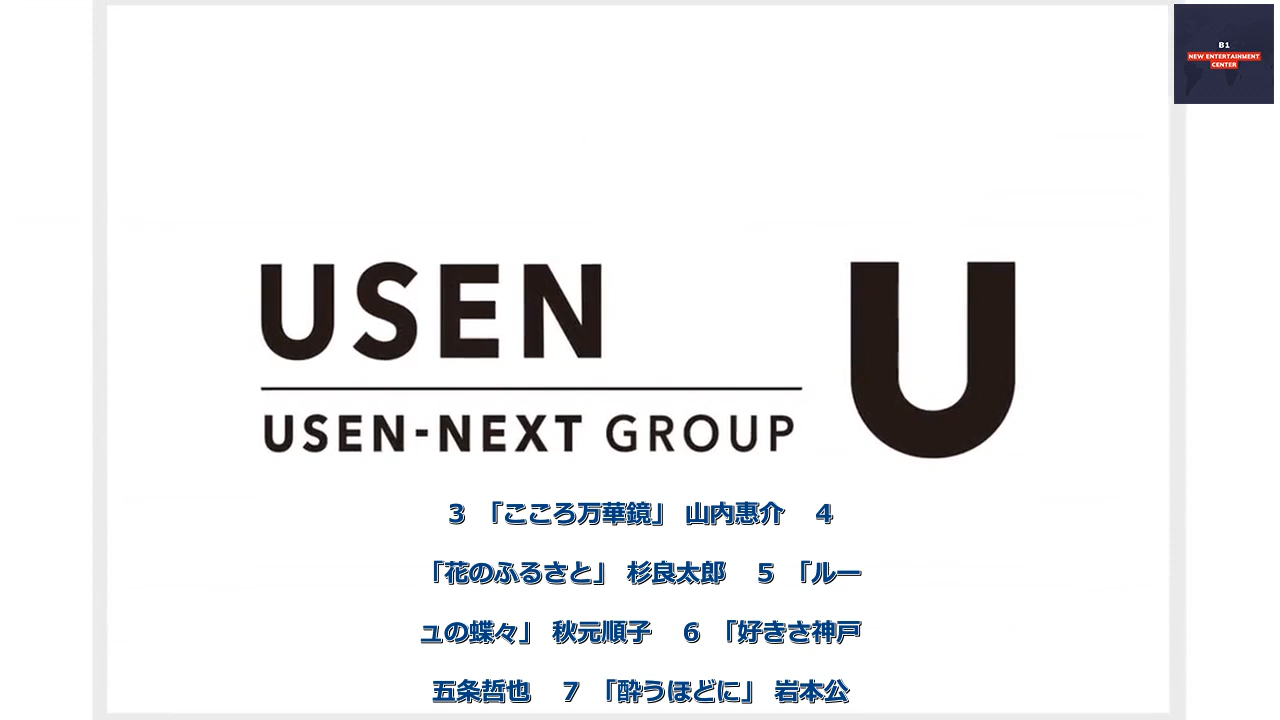 B1
NEW ENTERTAINMENT
CENTER
USEN
U
USEN-NEXT GROUP
3 「こころ万華鏡」 山内惠介 4
「花のふるさと」 杉良太郎 5 「ルー
ュの蝶々」 秋元順子 6 「好きさ神戸
五条哲也 7 「酔うほどに」 岩本公